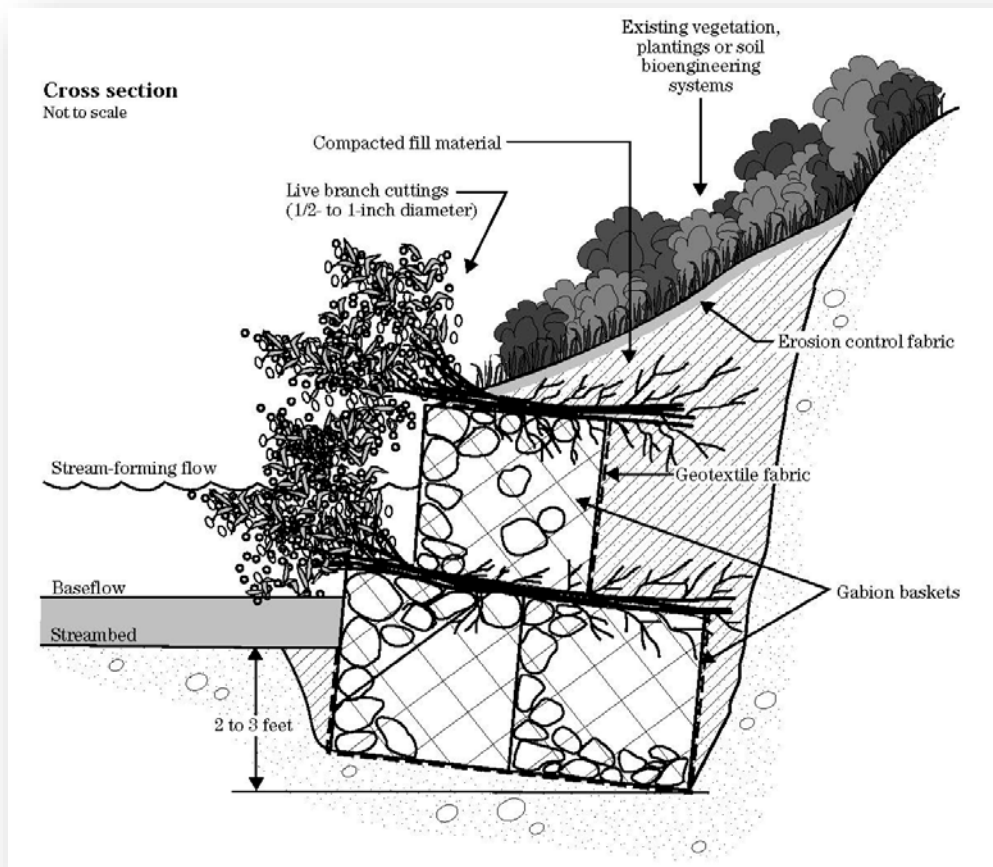 Cross section
Not to scale
Existing vegetation,
plantings or soil
bioengineering
systems
Compacted fill material
Live branch cuttings
(1/2- to 1-inch diameter)
Erosion control fabric
Stream-forming flow
Geotextile fabric
Baseflow
Gabion baskets
Streambed
2 to 3 feet